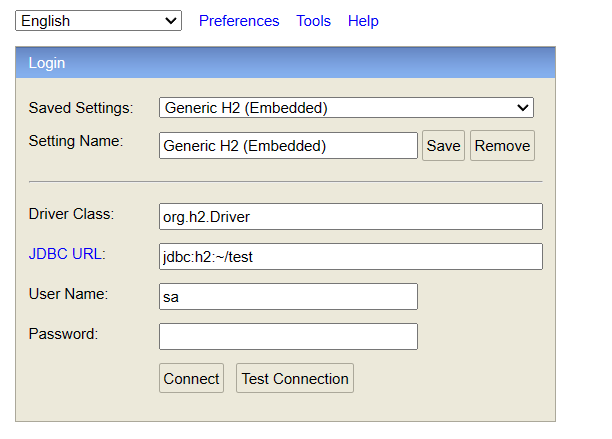 English Preferences Tools Help
Login
Saved Settings: Generic H2 (Embedded)
Setting Name: Generic H2 (Embedded) Save Remove
Driver Class: org.h2.Driver
JDBC URL: jdbc:h2:~/test
User Name: sa
Password:
Connect Test Connection